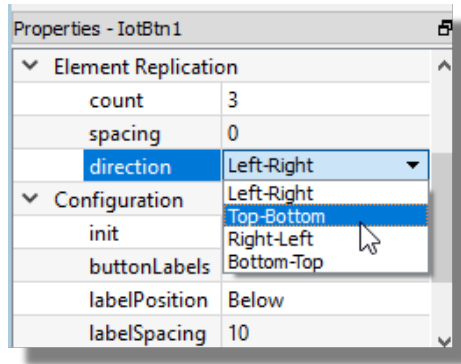 Properties - IotBtn1
Element Replication
count 3
spacing 0
direction Left-Right
Left-Right
Configuration
Top-Bottom
init
Right-Left
buttonLabels
Bottom-Top
labelPosition Below
labelSpacing 10